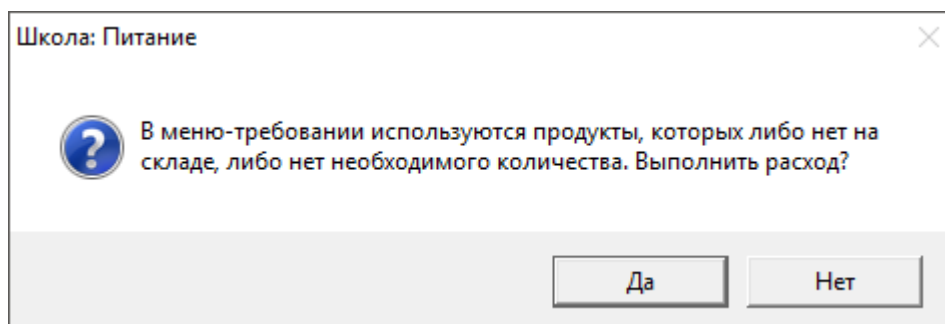 Школа: Питание
В меню-требовании используются продукты, которых либо нет на
складе, либо нет необходимого количества. Выполнить расход?
Да
Нет